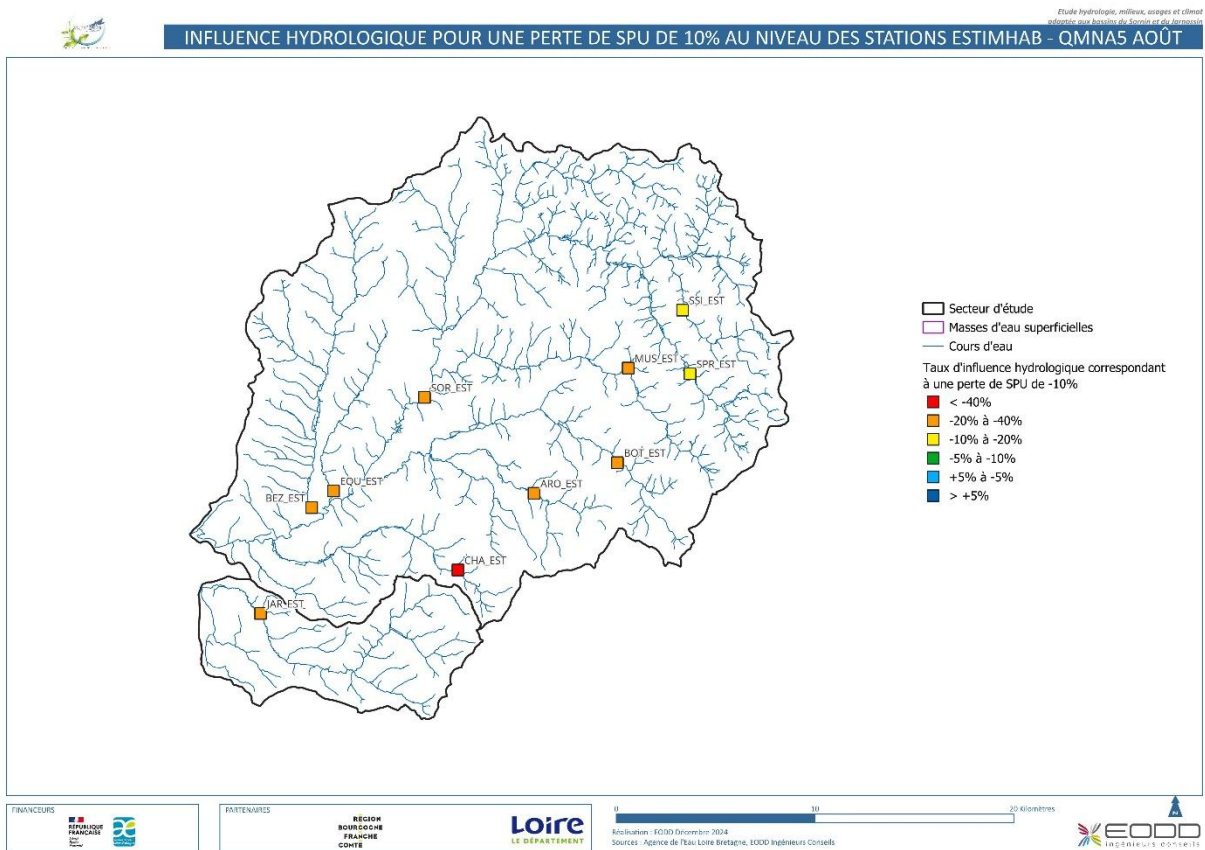 Etude hydrologie, milieux, usages et climat
adaptée aux bassins du Sornin et du Jarnossin
INFLUENCE HYDROLOGIQUE POUR UNE PERTE DE SPU DE 10% AU NIVEAU DES STATIONS ESTIMHAB - QMNA5 AOÛT
SSI_EST
MUS_EST
SPR_EST
SOR_EST
BOT_EST
EQU_EST
ARO_EST
BEZ_EST
CHA_EST
JAR_EST
Secteur d'étude
Masses d'eau superficielles
Cours d'eau
Taux d'influence hydrologique correspondant
à une perte de SPU de -10%
< -40%
-20% à -40%
-10% à -20%
-5% à -10%
+5% à -5%
> +5%
FINANCEURS
RÉPUBLIQUE
FRANÇAISE
PARTENAIRES
REGION
BOURGOGNE
FRANCHE
COMTE
Loire
LE DÉPARTEMENT
0 10 20 Kilomètres
Réalisation : EODD Décembre 2024
Sources : Agence de l'Eau Loire Bretagne, EODD Ingénieurs Conseils
EODD
ingénieurs conseils